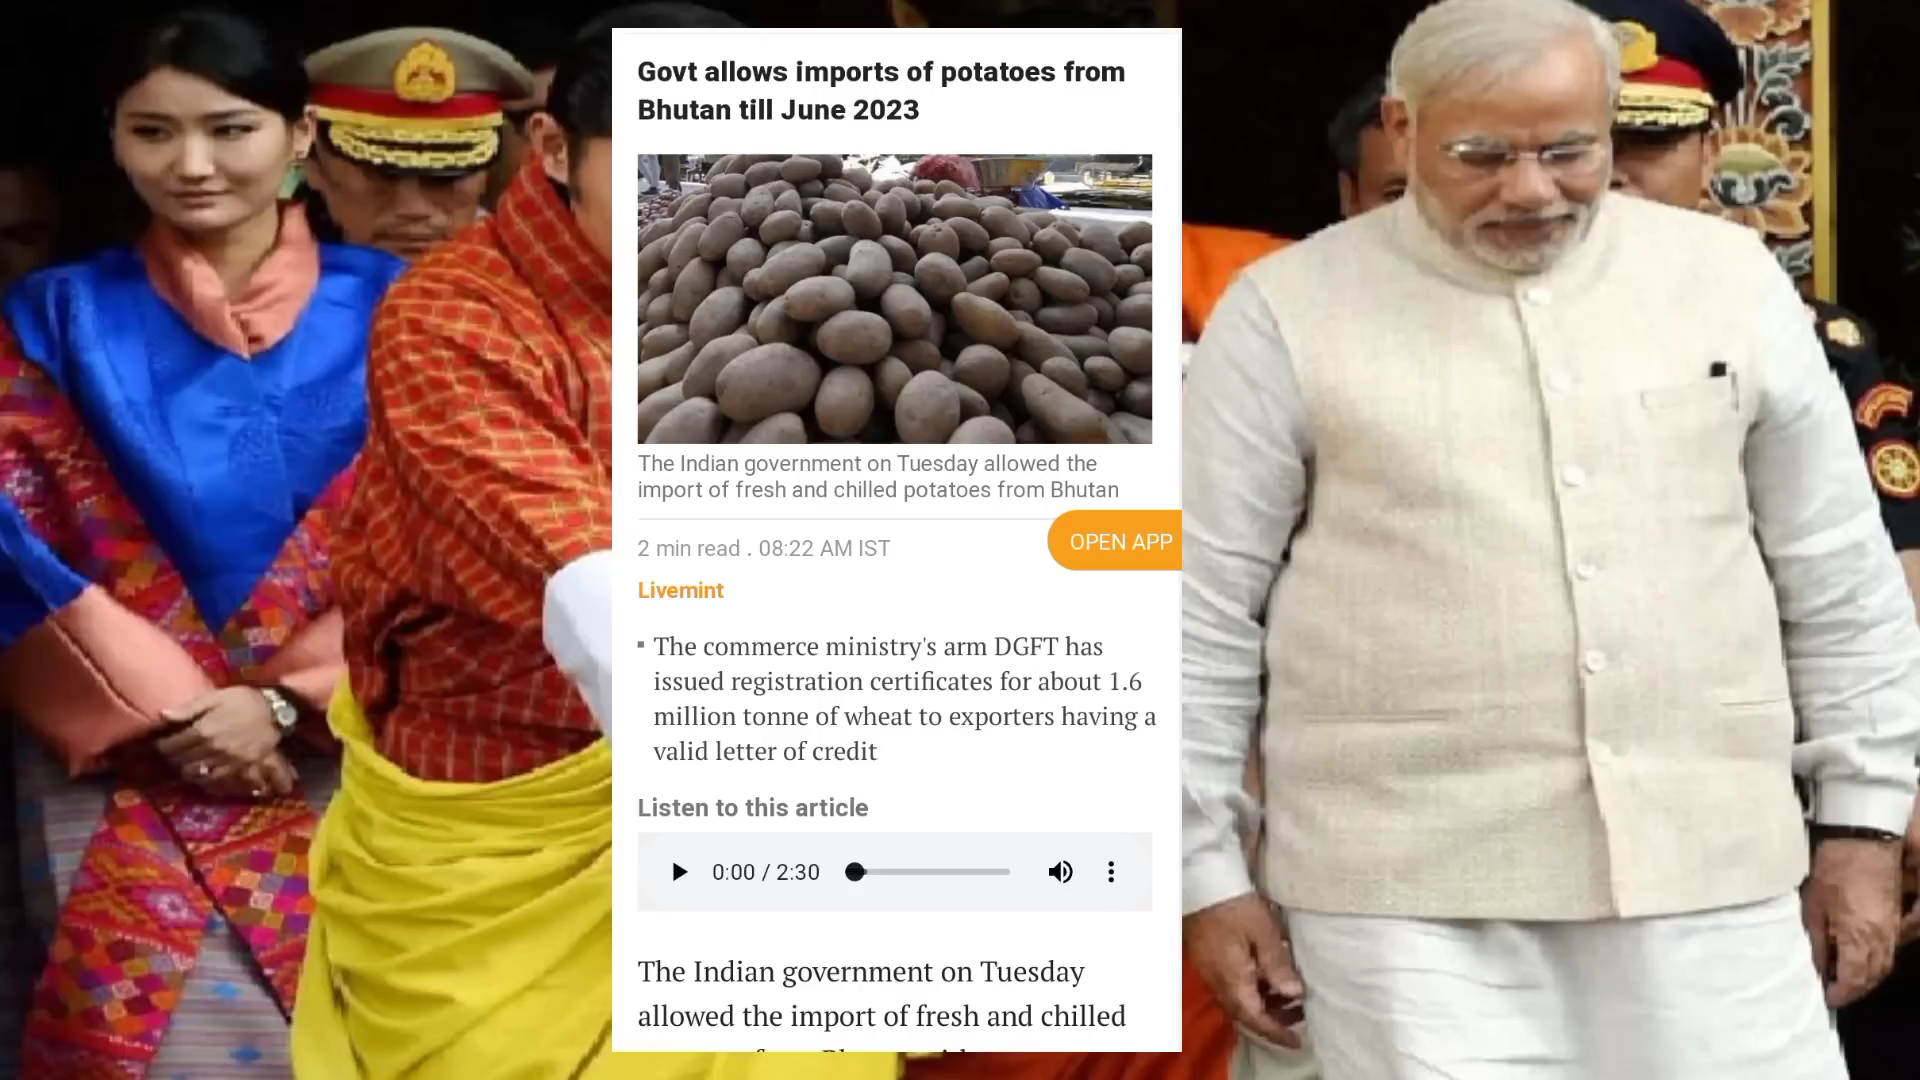 Govt allows imports of potatoes from
Bhutan till June 2023
The Indian government on Tuesday allowed the
import of fresh and chilled potatoes from Bhutan
OPEN APP
2 min read . 08:22 AM IST
Livemint
▪ The commerce ministry's arm DGFT has
issued registration certificates for about 1.6
million tonne of wheat to exporters having a
valid letter of credit
Listen to this article
0:00 / 2:30
The Indian government on Tuesday
allowed the import of fresh and chilled